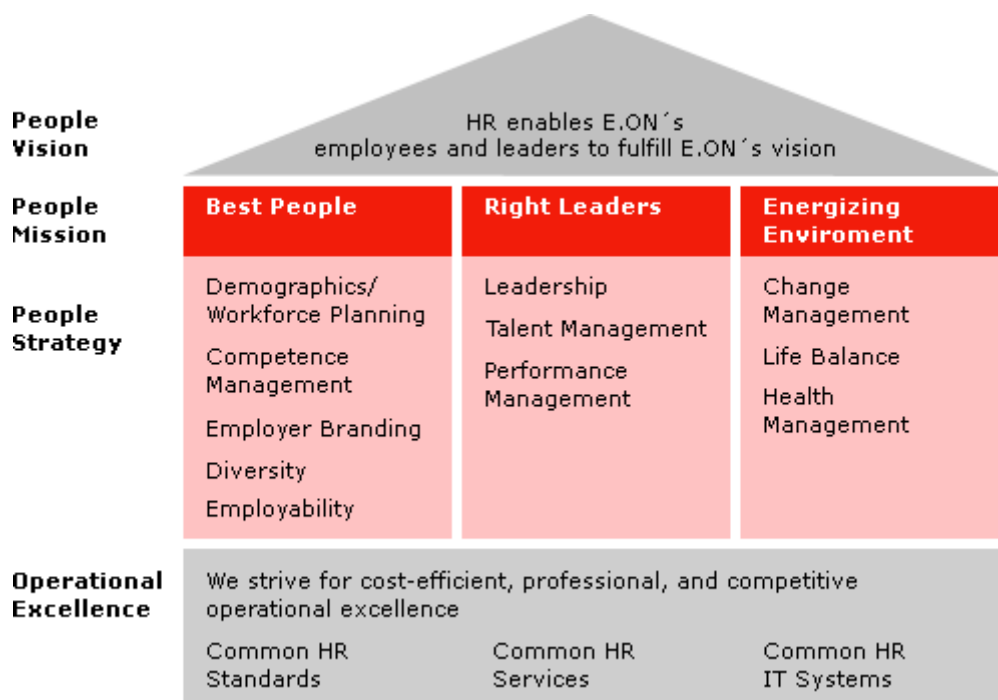 People
Vision
HR enables E.ON´s
employees and leaders to fulfill E.ON´s vision
People
Mission
Best People
Right Leaders
Energizing
Enviroment
People
Strategy
Demographics/
Workforce Planning
Competence
Management
Employer Branding
Diversity
Employability
Leadership
Talent Management
Performance
Management
Change
Management
Life Balance
Health
Management
Operational
Excellence
We strive for cost-efficient, professional, and competitive
operational excellence
Common HR
Standards
Common HR
Services
Common HR
IT Systems